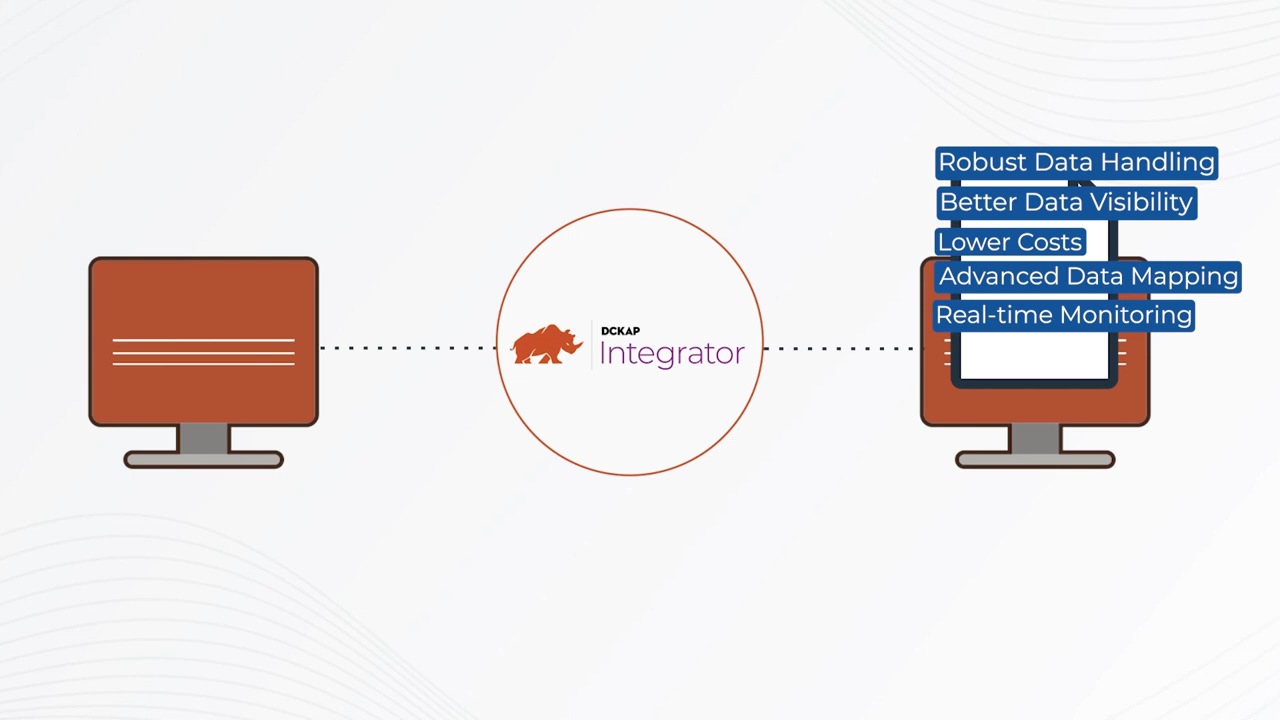 Robust Data Handling
Better Data Visibility
Lower Costs
Advanced Data Mapping
Real-time Monitoring
DCKAP
Integrator